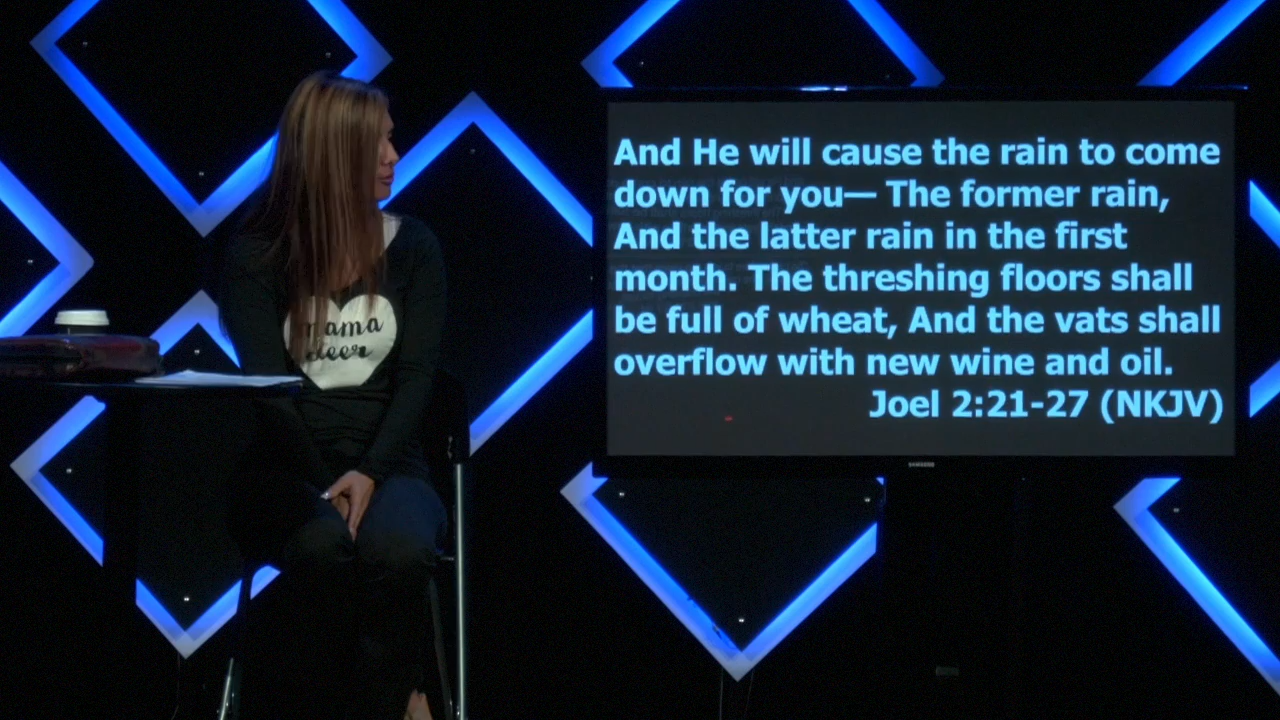 And He will cause the rain to come
down for you— The former rain,
And the latter rain in the first
month. The threshing floors shall
be full of wheat, And the vats shall
overflow with new wine and oil.
Joel 2:21-27 (NKJV)
mama
deer
SAMSUNG